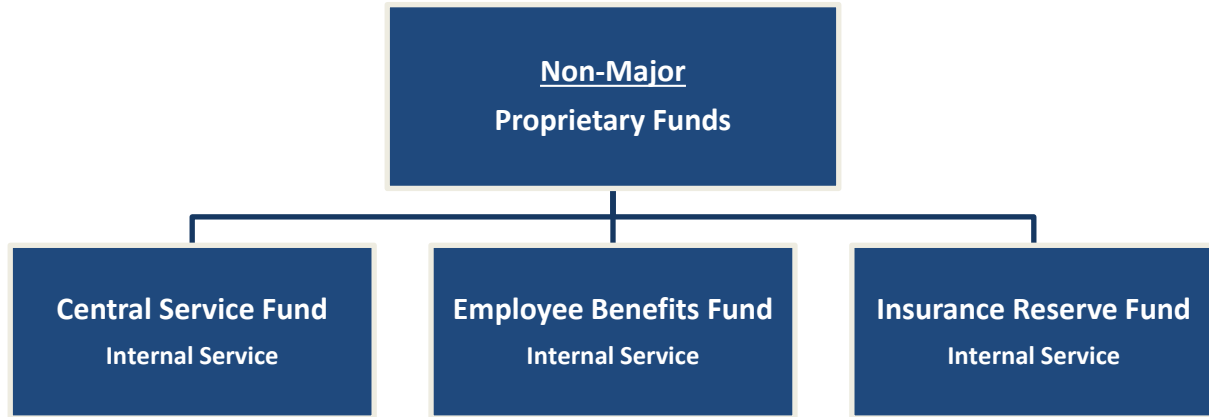 Non-Major
Proprietary Funds
Central Service Fund
Internal Service
Employee Benefits Fund
Internal Service
Insurance Reserve Fund
Internal Service